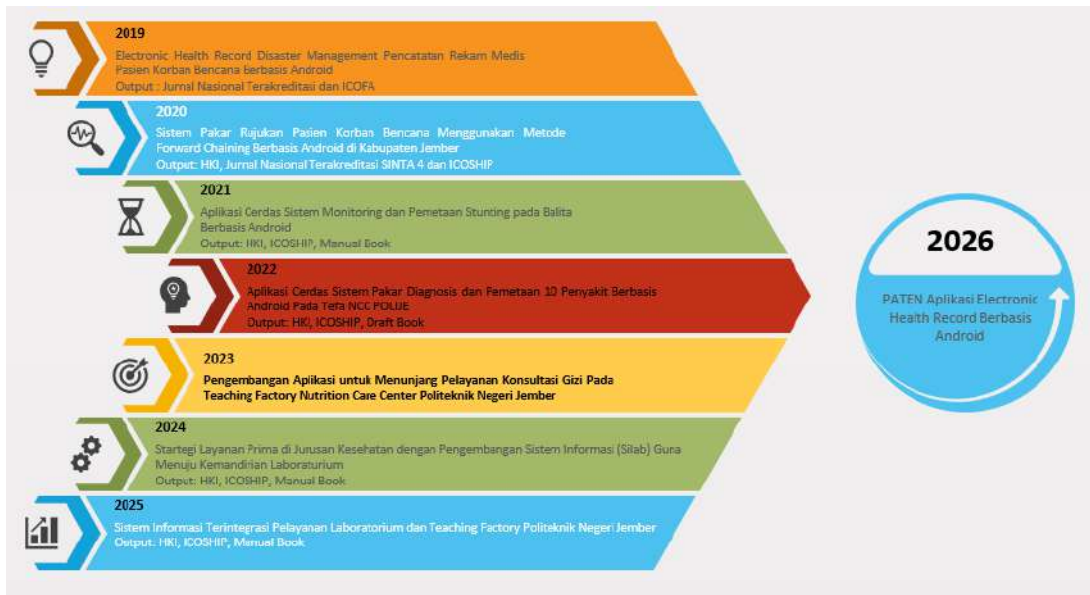 2019
Electronic Health Record Disaster Management Pencatatan Rekam Medis
Pasien Korban Bencana Berbasis Android
Output : Jurnal Nasional Terakreditasi dan ICOFA
2020
Sistem Pakar Rujukan Pasien Korban Bencana Menggunakan Metode
Forward Chaining Berbasis Android di Kabupaten Jember
Output: HKI, Jurnal Nasional Terakreditasi SINTA 4 dan ICOSHIP
2021
Aplikasi Cerdas Sistem Monitoring dan Pemetaan Stunting pada Balita
Berbasis Android
Output: HKI, ICOSHIP, Manual Book
2022
Aplikasi Cerdas Sistem Pakar Diagnosis dan Pemetaan 10 Penyakit Berbasis
Android Pada Tefa NCC POLIJE
Output: HKI, ICOSHIP, Draft Book
2023
Pengembangan Aplikasi untuk Menunjang Pelayanan Konsultasi Gizi Pada
Teaching Factory Nutrition Care Center Politeknik Negeri Jember
2024
Startegi Layanan Prima di Jurusan Kesehatan dengan Pengembangan Sistem Informasi (Silab) Guna
Menuju Kemandirian Laboraturium
Output: HKI, ICOSHIP, Manual Book
2025
Sistem Informasi Terintegrasi Pelayanan Laboratorium dan Teaching Factory Politeknik Negeri Jember
Output: HKI, ICOSHIP, Manual Book
2026
PATEN Aplikasi Electronic
Health Record Berbasis
Android